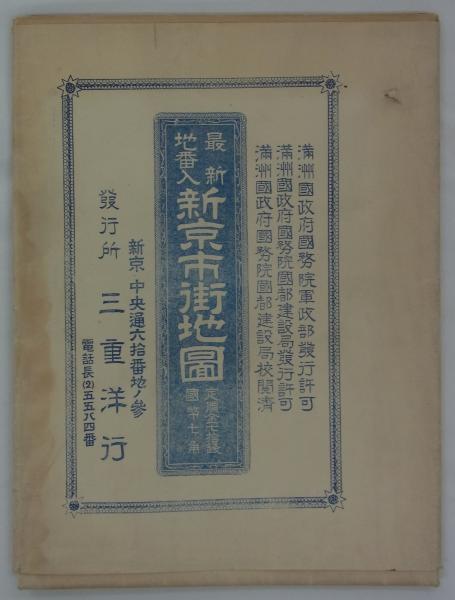 滿洲國政府國務院軍政部發行許可
滿洲國政府國務院國都建設局發行許可
滿洲國政府國務院國都建設局校閱濟
最新
地番入
新京市街地圖
定價金七拾錢
國幣七角
新京 中央通六拾番地ノ參
發行所 三重洋行
電話長(2)五五八四番